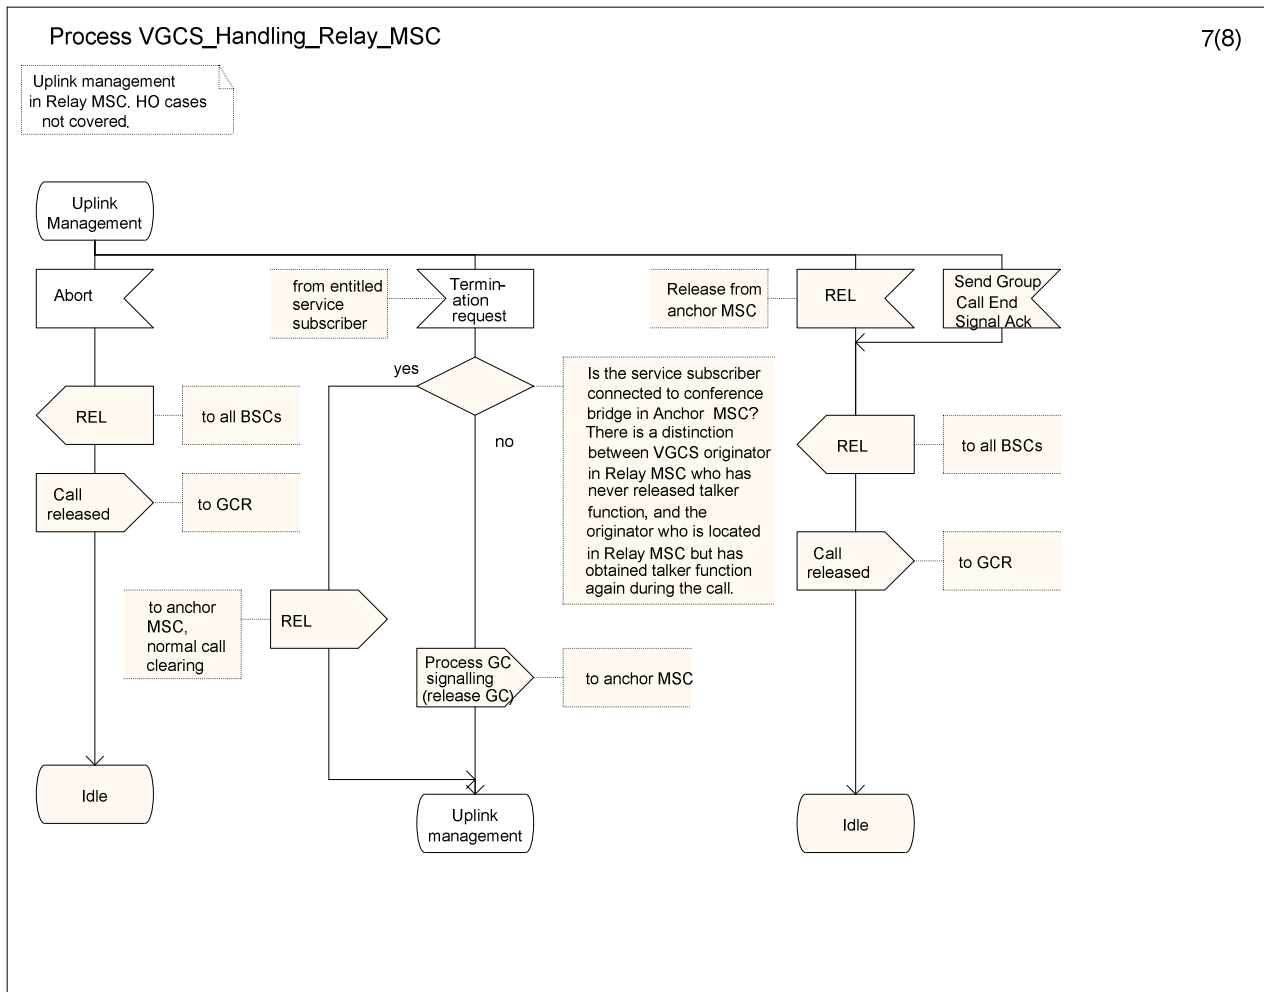 Process VGCS_Handling_Relay_MSC
7(8)
Uplink management
in Relay MSC. HO cases
not covered.
Uplink
Management
Abort
from entitled
service
subscriber
Termin-
ation
request
Release from
anchor MSC
REL
Send Group
Call End
Signal Ack
yes
no
Is the service subscriber
connected to conference
bridge in Anchor MSC?
There is a distinction
between VGCS originator
in Relay MSC who has
never released talker
function, and the
originator who is located
in Relay MSC but has
obtained talker function
again during the call.
REL
to all BSCs
REL
to all BSCs
Call
released
to GCR
Call
released
to GCR
to anchor
MSC,
normal call
clearing
REL
Process GC
signalling
(release GC)
to anchor MSC
Idle
Uplink
management
Idle